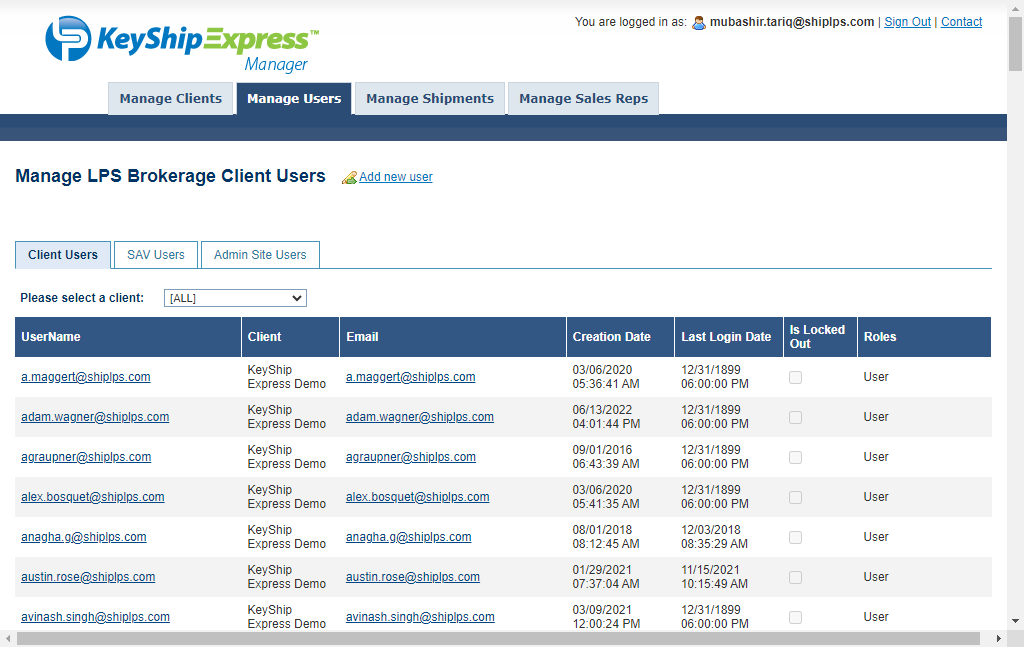 You are logged in as: mubashir.tariq@shiplps.com | Sign Out | Contact
KeyShipExpress™
Manager
Manage Clients Manage Users Manage Shipments Manage Sales Reps
Manage LPS Brokerage Client Users Add new user
Client Users SAV Users Admin Site Users
Please select a client: [ALL]
UserName Client Email Creation Date Last Login Date Is Locked Out Roles
a.maggert@shiplps.com KeyShip Express Demo a.maggert@shiplps.com 03/06/2020 05:36:41 AM 12/31/1899 06:00:00 PM User
adam.wagner@shiplps.com KeyShip Express Demo adam.wagner@shiplps.com 06/13/2022 04:01:44 PM 12/31/1899 06:00:00 PM User
agraupner@shiplps.com KeyShip Express Demo agraupner@shiplps.com 09/01/2016 06:43:39 AM 12/31/1899 06:00:00 PM User
alex.bosquet@shiplps.com KeyShip Express Demo alex.bosquet@shiplps.com 03/06/2020 05:41:35 AM 12/31/1899 06:00:00 PM User
anagha.g@shiplps.com KeyShip Express Demo anagha.g@shiplps.com 08/01/2018 08:12:45 AM 12/03/2018 08:35:29 AM User
austin.rose@shiplps.com KeyShip Express Demo austin.rose@shiplps.com 01/29/2021 07:37:04 AM 11/15/2021 10:15:49 AM User
avinash.singh@shiplps.com KeyShip Express Demo avinash.singh@shiplps.com 03/09/2021 12:00:24 PM 12/31/1899 06:00:00 PM User